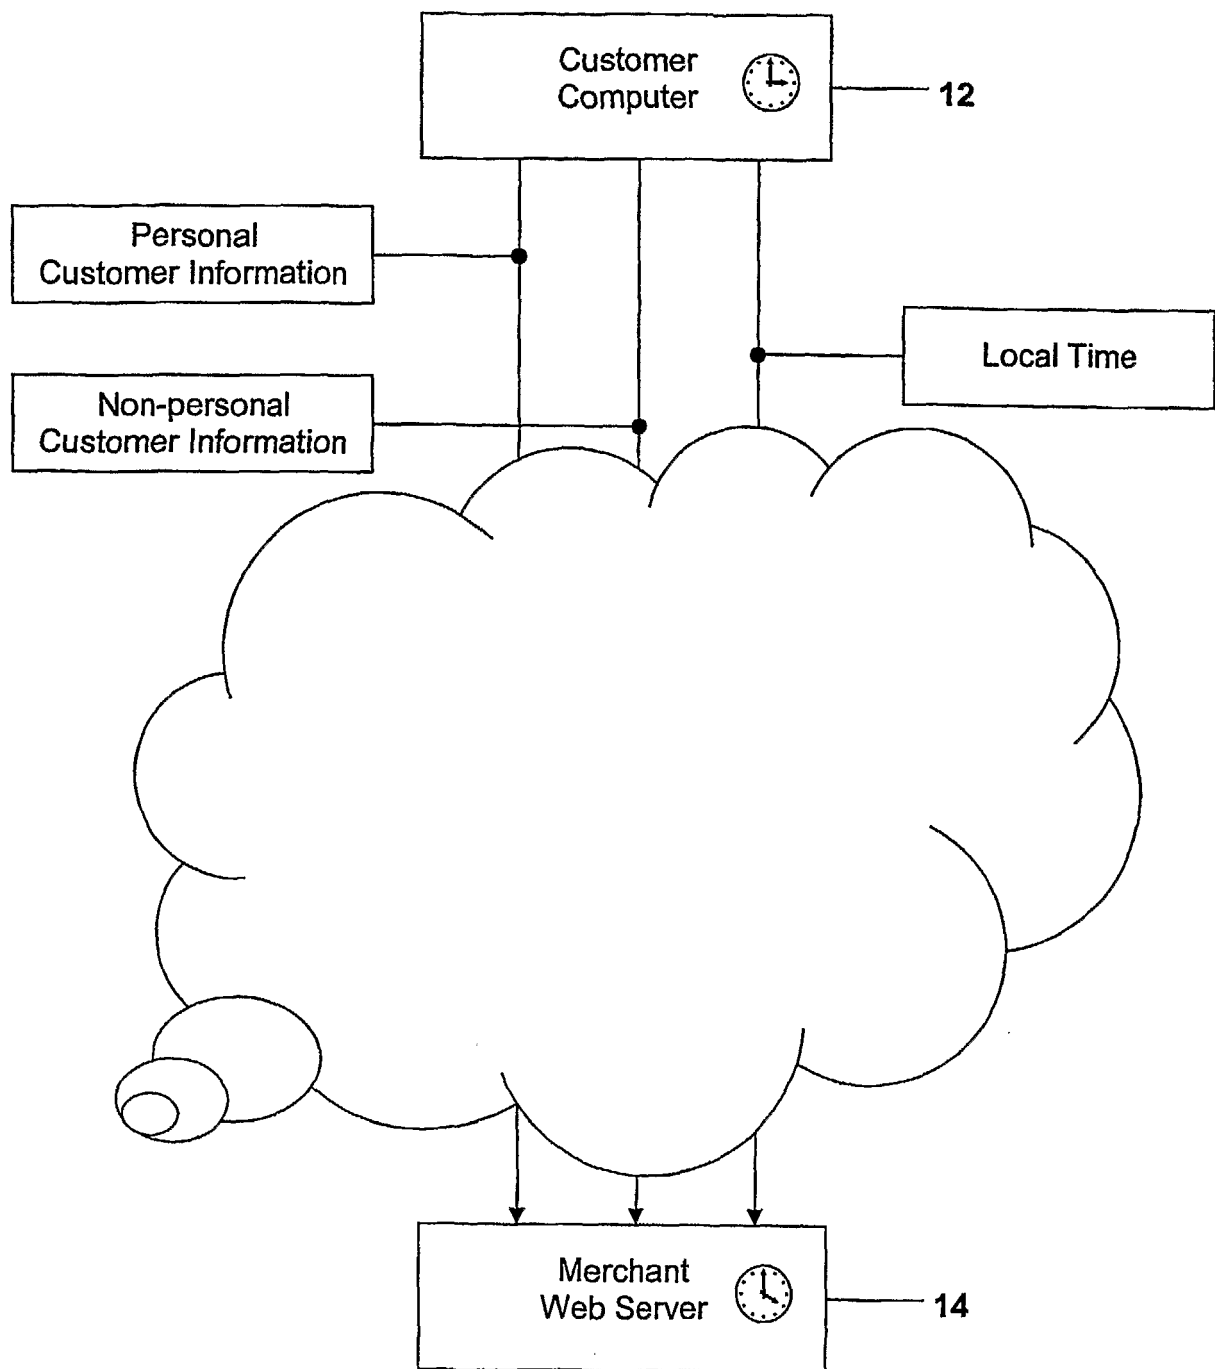 Customer
Computer
12
Personal
Customer Information
Local Time
Non-personal
Customer Information
Merchant
Web Server
14